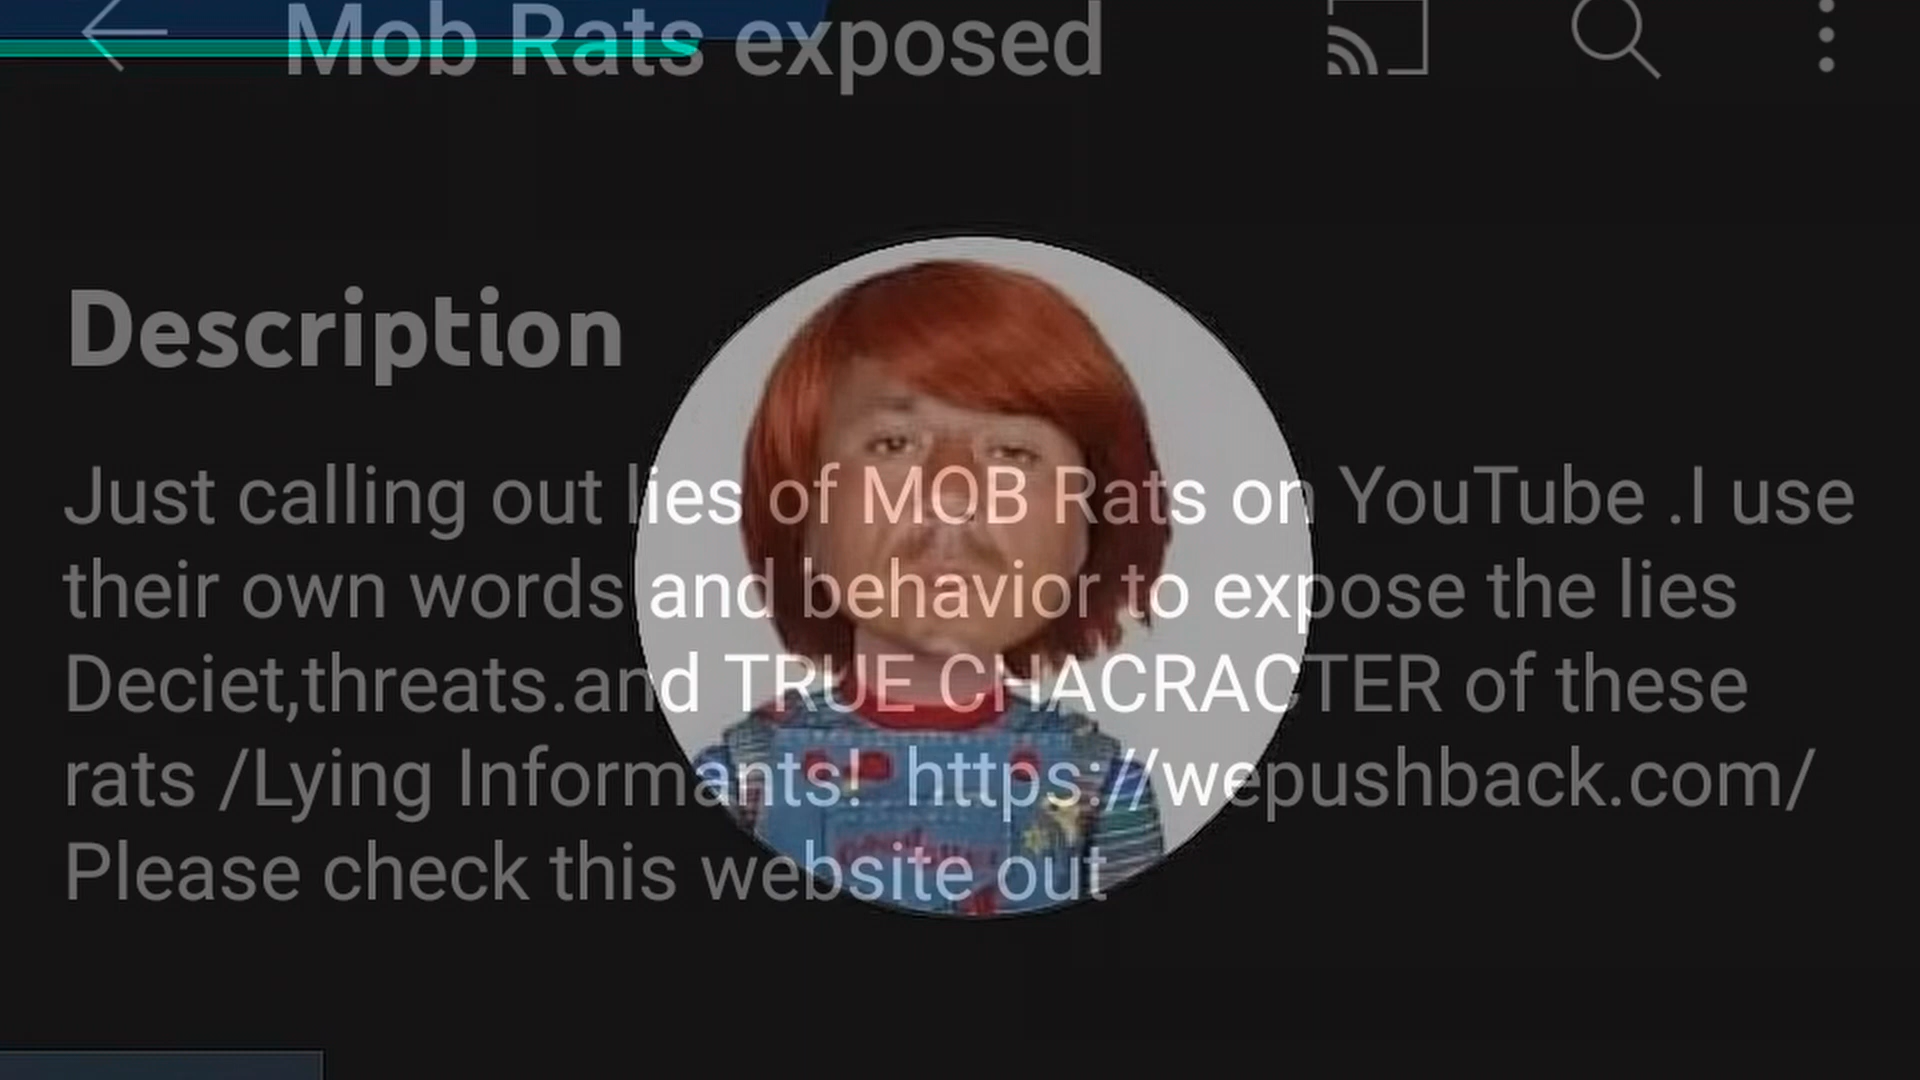 Mob Rats exposed
Description
Just calling out lies of MOB Rats on YouTube .I use
their own words and behavior to expose the lies
Deciet,threats.and TRUE CHACRACTER of these
rats /Lying Informants!  https://wepushback.com/
Please check this website out